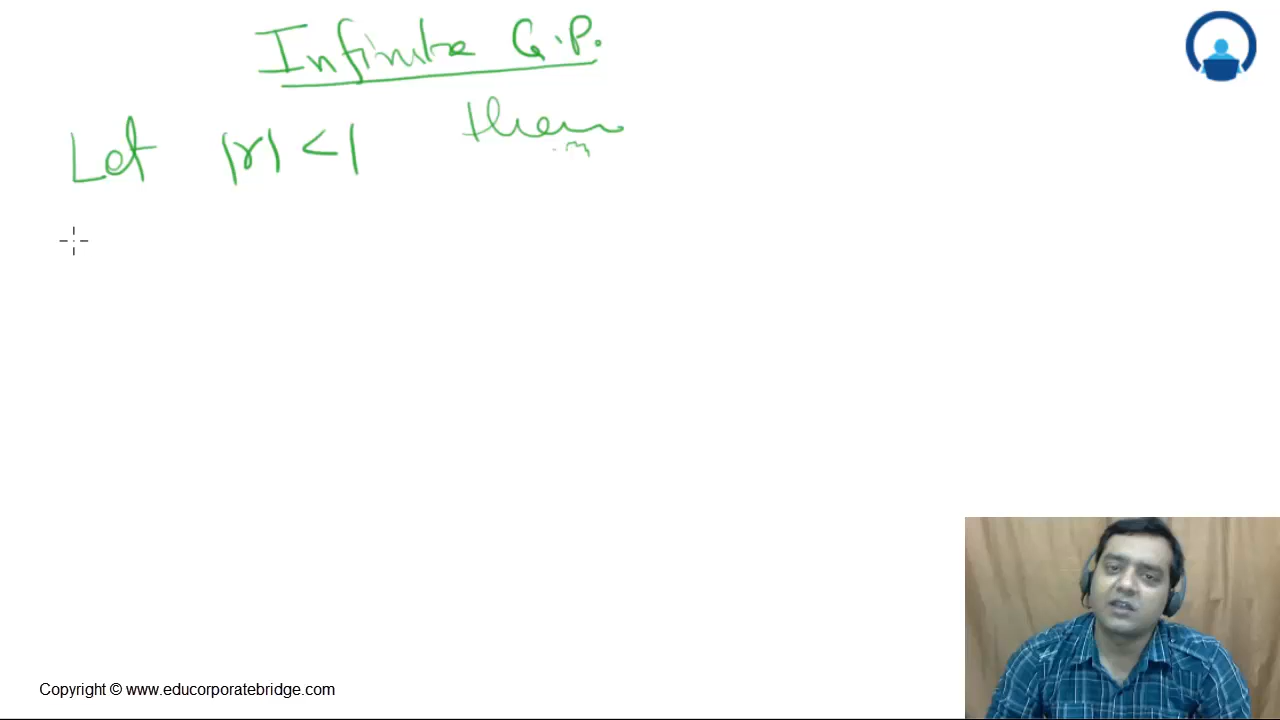 Infinite G.P.
Let |r| < 1 then
Copyright © www.educorporatebridge.com